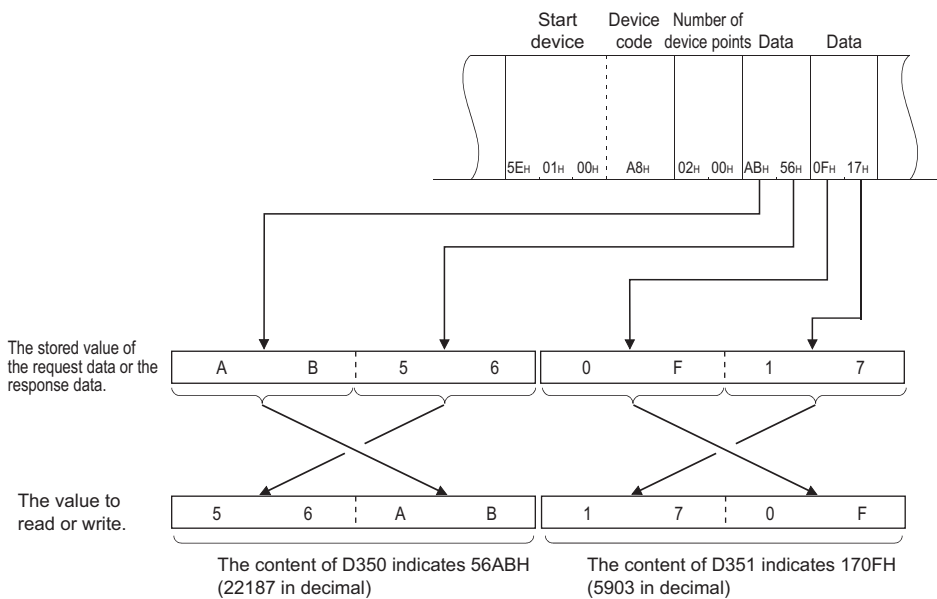 Start device
Device code
Number of device points
Data
Data
5EH 01H 00H A8H 02H 00H ABH 56H 0FH 17H
The stored value of
the request data or the
response data.
A B 5 6 0 F 1 7
The value to
read or write.
5 6 A B 1 7 0 F
The content of D350 indicates 56ABH
(22187 in decimal)
The content of D351 indicates 170FH
(5903 in decimal)